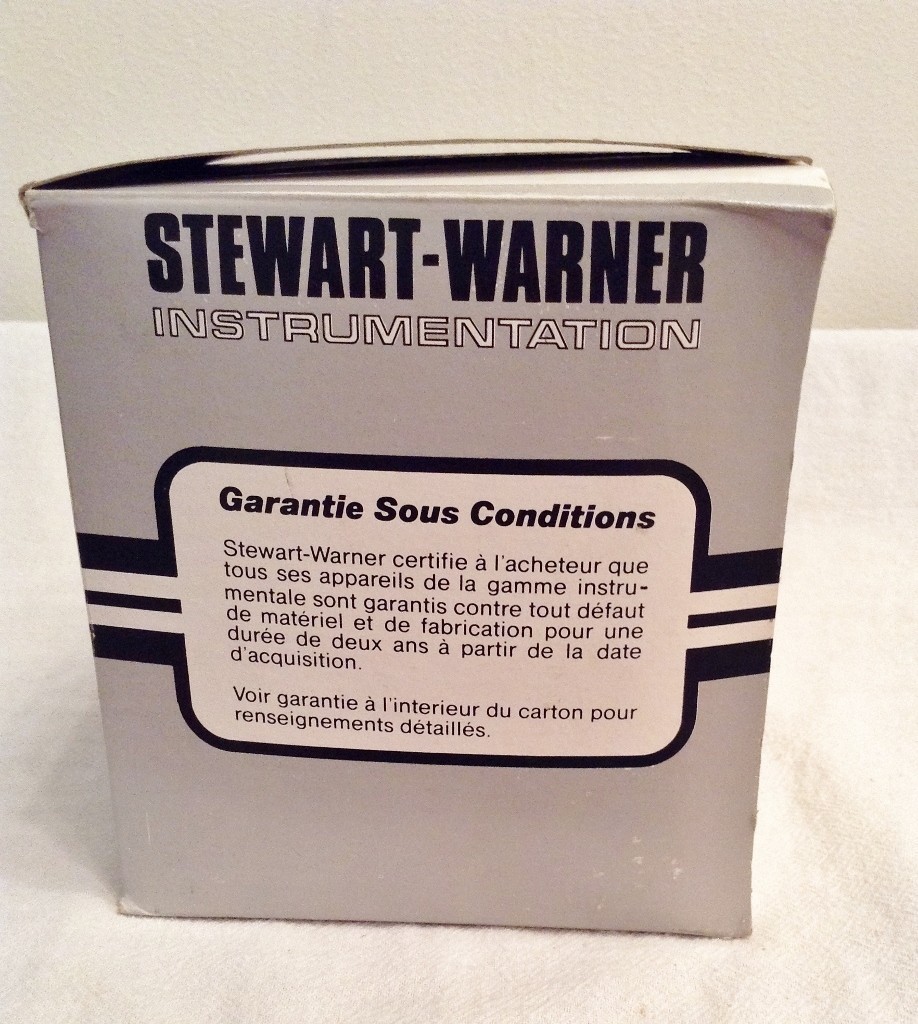 STEWART-WARNER
INSTRUMENTATION
Garantie Sous Conditions
Stewart-Warner certifie à l'acheteur que
tous ses appareils de la gamme instru-
mentale sont garantis contre tout défaut
de matériel et de fabrication pour une
durée de deux ans à partir de la date
d'acquisition.
Voir garantie à l'interieur du carton pour
renseignements détaillés.